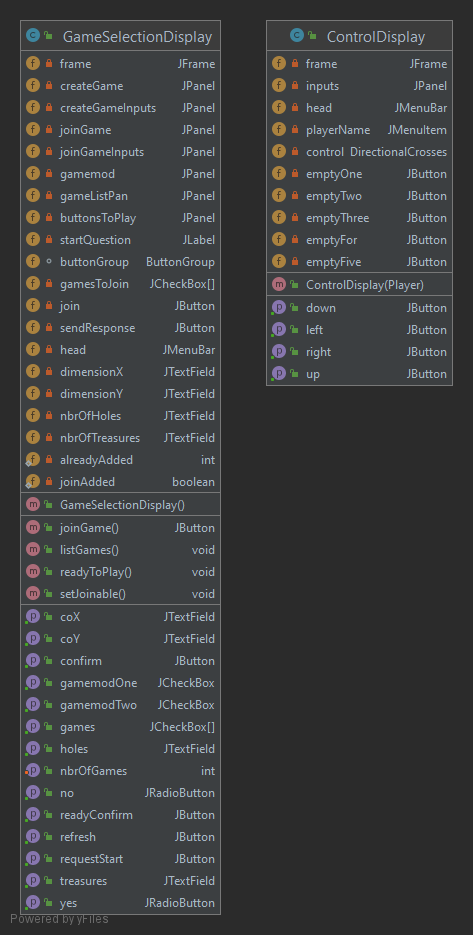 GameSelectionDisplay
frame JFrame
createGame JPanel
createGameInputs JPanel
joinGame JPanel
joinGameInputs JPanel
gamemod JPanel
gameListPan JPanel
buttonsToPlay JPanel
startQuestion JLabel
buttonGroup ButtonGroup
gamesToJoin JCheckBox[]
join JButton
sendResponse JButton
head JMenuBar
dimensionX JTextField
dimensionY JTextField
nbrOfHoles JTextField
nbrOfTreasures JTextField
alreadyAdded int
joinAdded boolean
GameSelectionDisplay()
joinGame() JButton
listGames() void
readyToPlay() void
setJoinable() void
coX JTextField
coY JTextField
confirm JButton
gamemodOne JCheckBox
gamemodTwo JCheckBox
games JCheckBox[]
holes JTextField
nbrOfGames int
no JRadioButton
readyConfirm JButton
refresh JButton
requestStart JButton
treasures JTextField
yes JRadioButton
ControlDisplay
frame JFrame
inputs JPanel
head JMenuBar
playerName JMenuItem
control DirectionalCrosses
emptyOne JButton
emptyTwo JButton
emptyThree JButton
emptyFor JButton
emptyFive JButton
ControlDisplay(Player)
down JButton
left JButton
right JButton
up JButton
Powered by yFiles